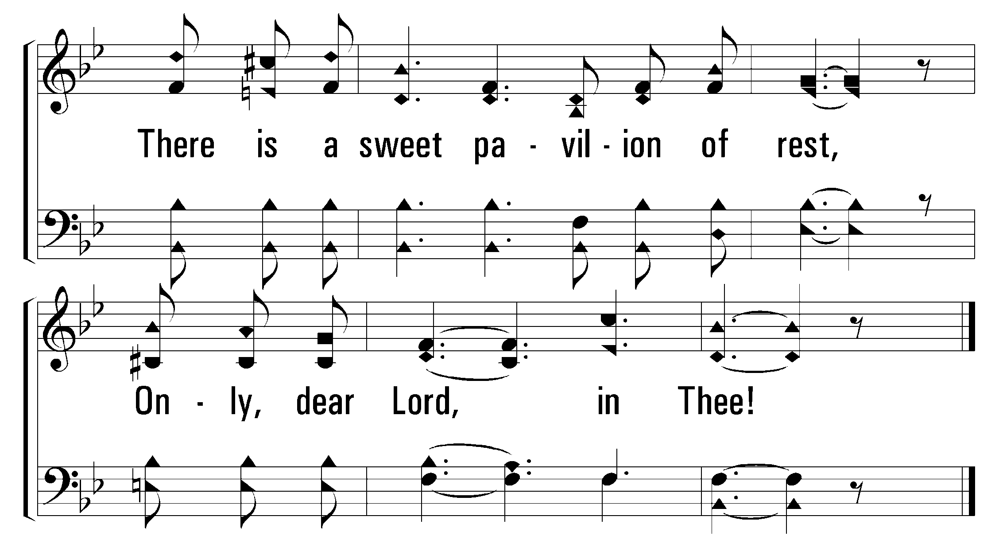 There is a sweet pa - vil - ion of rest,
On - ly, dear Lord, in Thee!